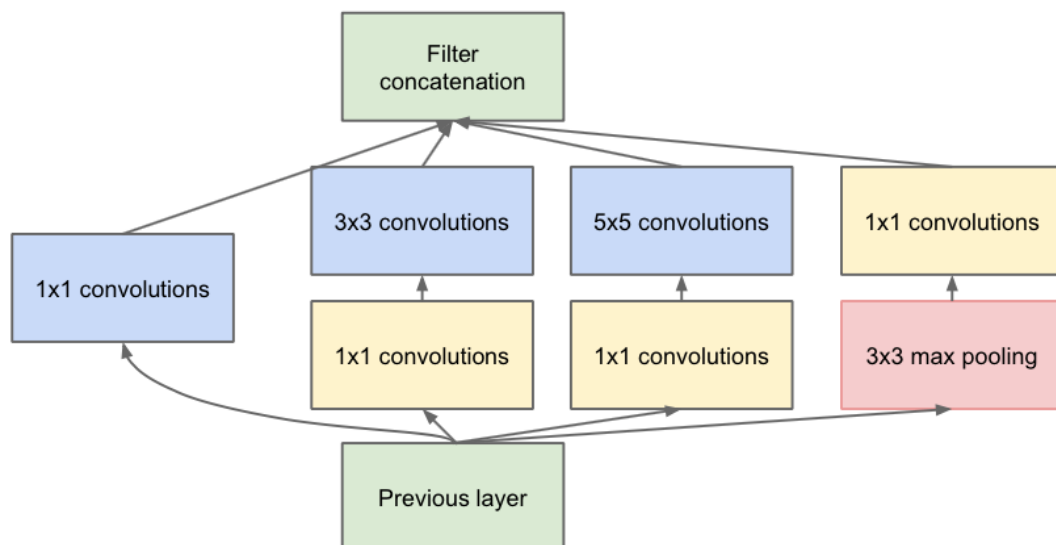 Filter
concatenation
3x3 convolutions
5x5 convolutions
1x1 convolutions
1x1 convolutions
1x1 convolutions
1x1 convolutions
3x3 max pooling
Previous layer